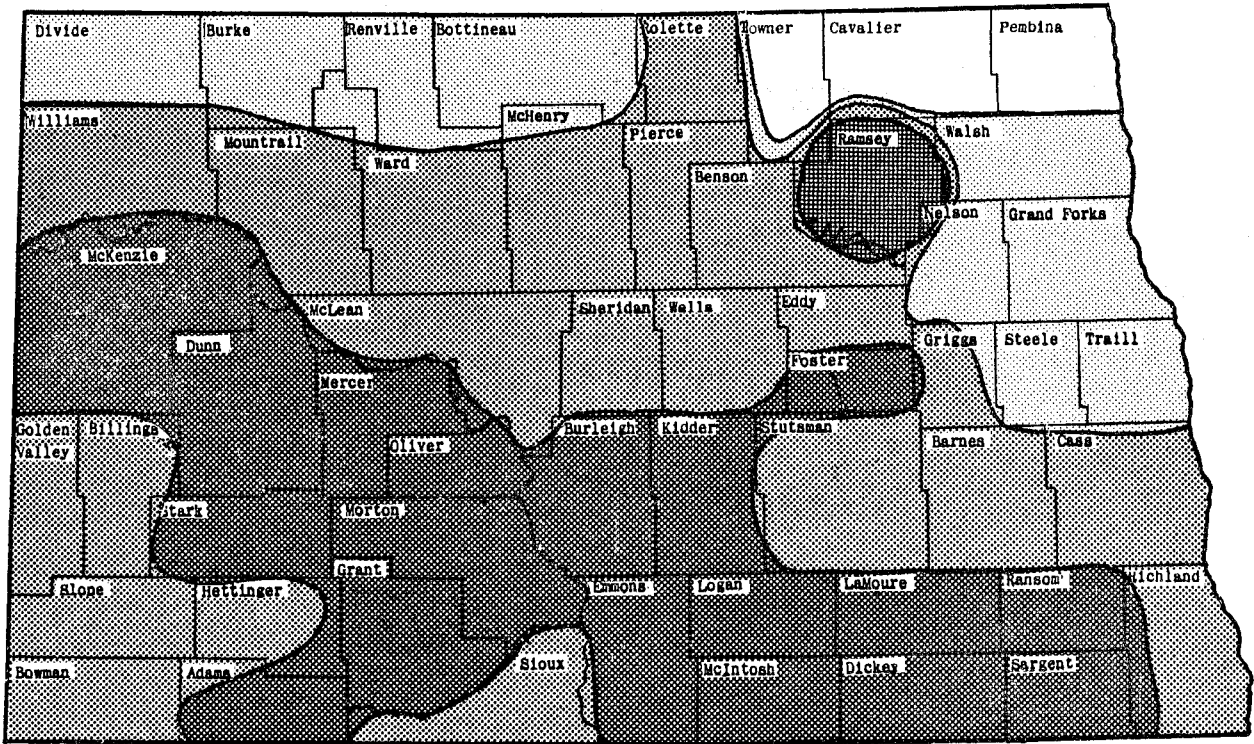 Divide
Burke
Renville
Bottineau
Rolette
Towner
Cavalier
Pembina
Williams
Mountrail
Ward
McHenry
Pierce
Benson
Ramsey
Walsh
Nelson
Grand Forks
McKenzie
McLean
Sheridan
Wells
Eddy
Dunn
Mercer
Foster
Griggs
Steele
Traill
Golden
Valley
Billings
Oliver
Burleigh
Kidder
Stutsman
Barnes
Cass
Stark
Morton
Grant
Slope
Hettinger
Emmons
Logan
LaMoure
Ransom
Richland
Bowman
Adams
Sioux
McIntosh
Dickey
Sargent